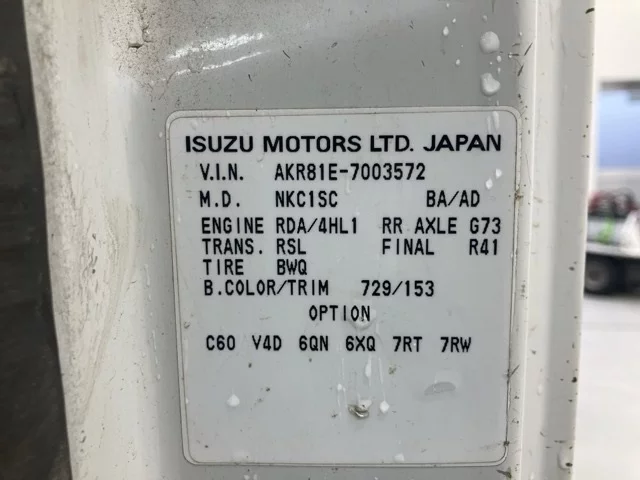 ISUZU MOTORS LTD. JAPAN
V.I.N. AKR81E-7003572
M.D. NKC1SC BA/AD
ENGINE RDA/4HL1 RR AXLE G73
TRANS. RSL FINAL R41
TIRE BWQ
B.COLOR/TRIM 729/153
OPTION
C60 V4D 6QN 6XQ 7RT 7RW